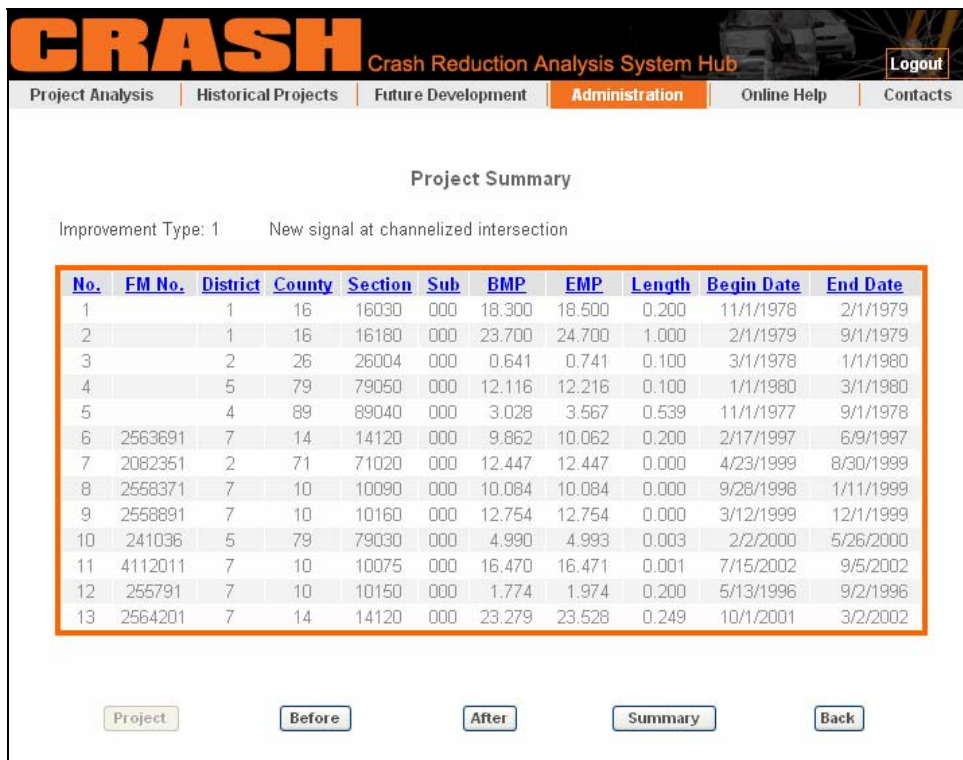 CRASH Crash Reduction Analysis System Hub Logout
Project Analysis Historical Projects Future Development Administration Online Help Contacts
Project Summary
Improvement Type: 1 New signal at channelized intersection
No. FM No. District County Section Sub BMP EMP Length Begin Date End Date
1 1 16 16030 000 18.300 18.500 0.200 11/1/1978 2/1/1979
2 1 16 16180 000 23.700 24.700 1.000 2/1/1979 9/1/1979
3 2 26 26004 000 0.641 0.741 0.100 3/1/1978 1/1/1980
4 5 79 79050 000 12.116 12.216 0.100 1/1/1980 3/1/1980
5 4 89 89040 000 3.028 3.567 0.539 11/1/1977 9/1/1978
6 2563691 7 14 14120 000 9.862 10.062 0.200 2/17/1997 6/9/1997
7 2082351 2 71 71020 000 12.447 12.447 0.000 4/23/1999 8/30/1999
8 2558371 7 10 10090 000 10.084 10.084 0.000 9/28/1998 1/11/1999
9 2558891 7 10 10160 000 12.754 12.754 0.000 3/12/1999 12/1/1999
10 241036 5 79 79030 000 4.990 4.993 0.003 2/2/2000 5/26/2000
11 4112011 7 10 10075 000 16.470 16.471 0.001 7/15/2002 9/5/2002
12 255791 7 10 10150 000 1.774 1.974 0.200 5/13/1996 9/2/1996
13 2564201 7 14 14120 000 23.279 23.528 0.249 10/1/2001 3/2/2002
Project Before After Summary Back